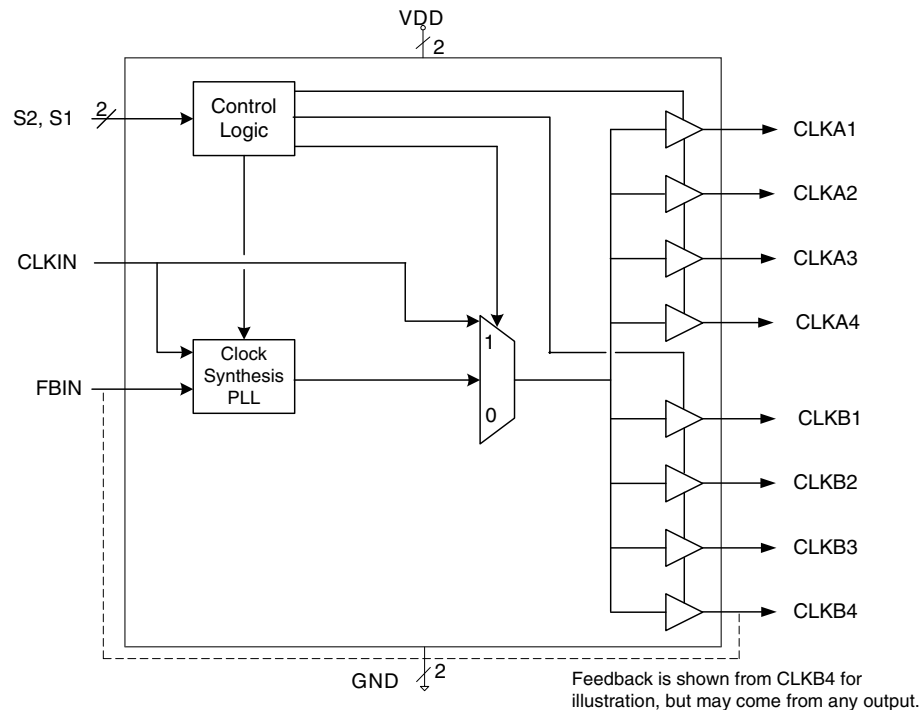 VDD
2
S2, S1
2
Control
Logic
CLKA1
CLKA2
CLKIN
CLKA3
CLKA4
1
Clock
Synthesis
PLL
FBIN
0
CLKB1
CLKB2
CLKB3
CLKB4
GND
2
Feedback is shown from CLKB4 for
illustration, but may come from any output.